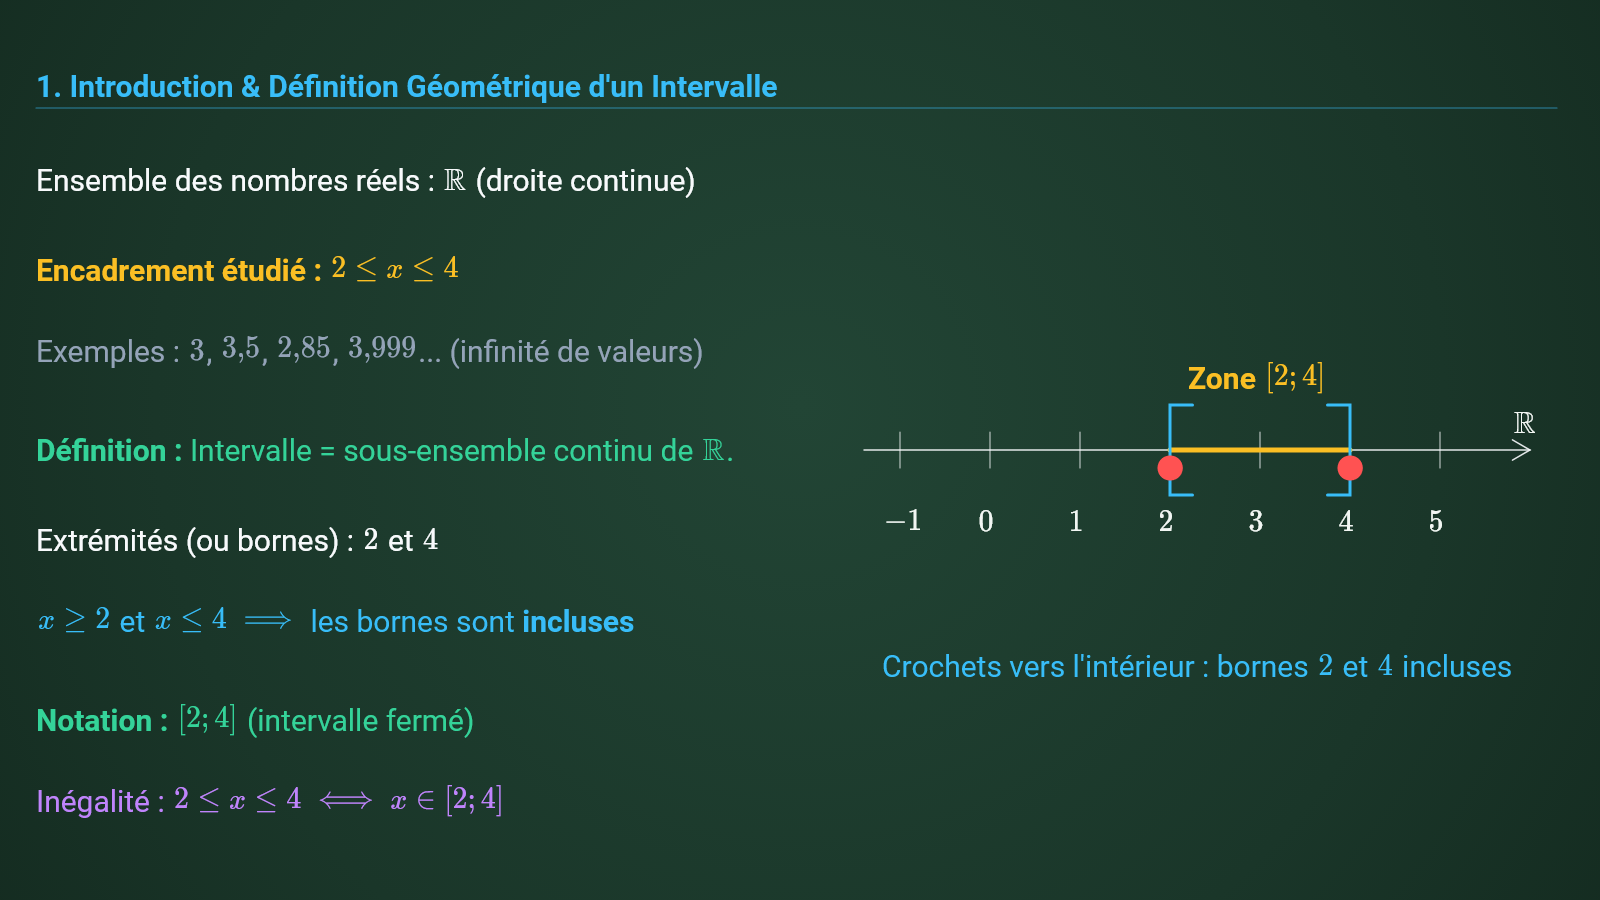 1. Introduction & Définition Géométrique d'un Intervalle
Ensemble des nombres réels : ℝ (droite continue)
Encadrement étudié : 2 ≤ x ≤ 4
Exemples : 3, 3,5, 2,85, 3,999... (infinité de valeurs)
Définition : Intervalle = sous-ensemble continu de ℝ.
Extrémités (ou bornes) : 2 et 4
x ≥ 2 et x ≤ 4 ⟹ les bornes sont incluses
Notation : [2; 4] (intervalle fermé)
Inégalité : 2 ≤ x ≤ 4 ⟺ x ∈ [2; 4]
Zone [2; 4]
ℝ
−1 0 1 2 3 4 5
Crochets vers l'intérieur : bornes 2 et 4 incluses